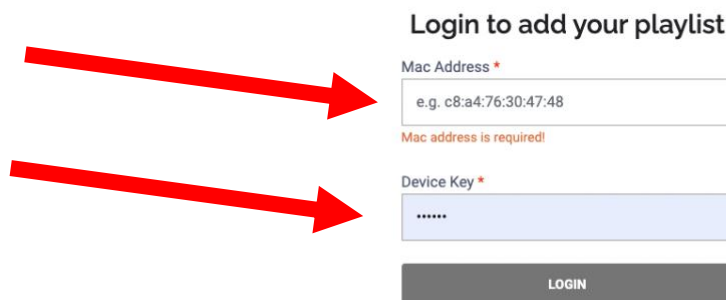 Login to add your playlist
Mac Address *
e.g. c8:a4:76:30:47:48
Mac address is required!
Device Key *
••••••
LOGIN